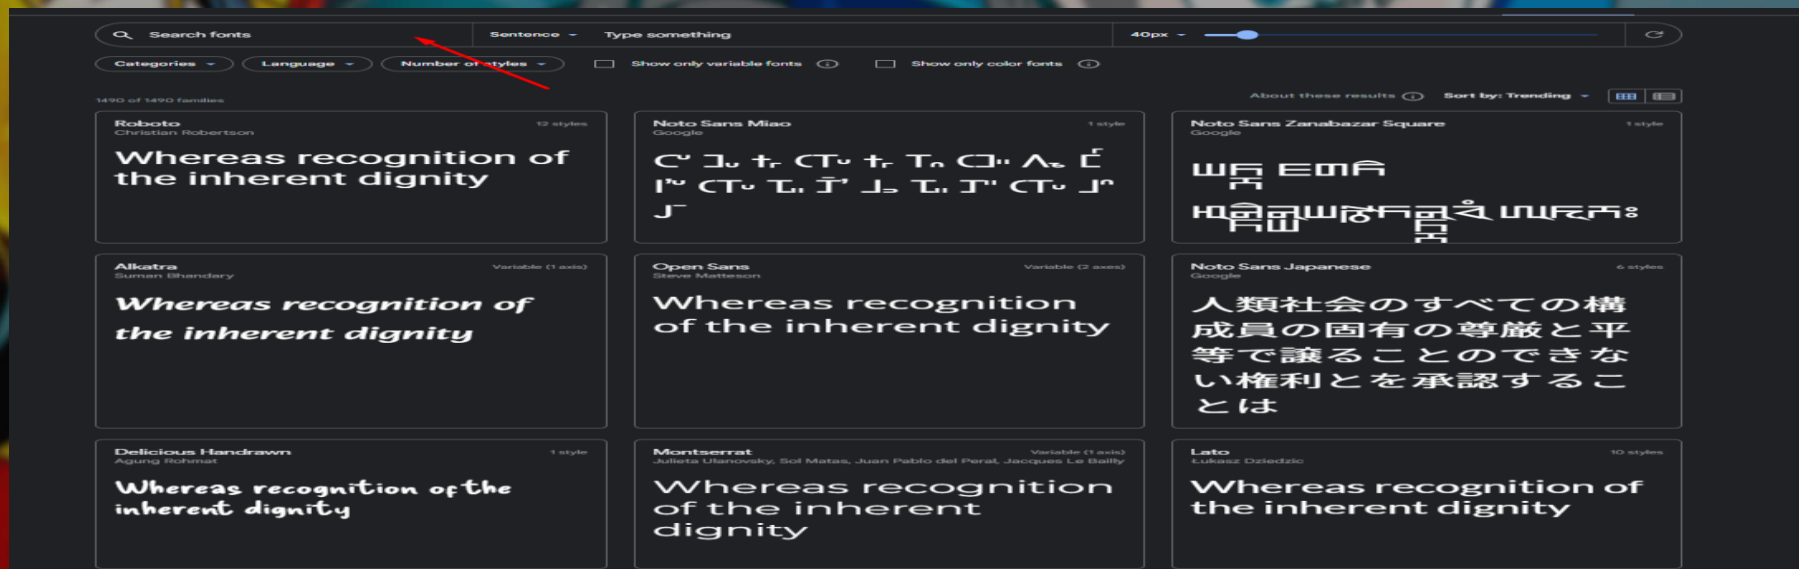 Search fonts
Sentence
Type something
40px
Categories
Language
Number of styles
Show only variable fonts
Show only color fonts
1490 of 1490 families
About these results
Sort by: Trending
Roboto
12 styles
Christian Robertson
Whereas recognition of
the inherent dignity
Noto Sans Miao
1 style
Google
Noto Sans Zanabazar Square
1 style
Google
Alkatra
Variable (1 axis)
Suman Bhandary
Whereas recognition of
the inherent dignity
Open Sans
Variable (2 axes)
Steve Matteson
Whereas recognition
of the inherent dignity
Noto Sans Japanese
6 styles
Google
人類社会のすべての構
成員の固有の尊厳と平
等で譲ることのできな
い権利とを承認するこ
とは
Delicious Handrawn
1 style
Agung Rohmat
Whereas recognition of the
inherent dignity
Montserrat
Variable (1 axis)
Julieta Ulanovsky, Sol Matas, Juan Pablo del Peral, Jacques Le Bailly
Whereas recognition
of the inherent
dignity
Lato
10 styles
Łukasz Dziedzic
Whereas recognition of
the inherent dignity